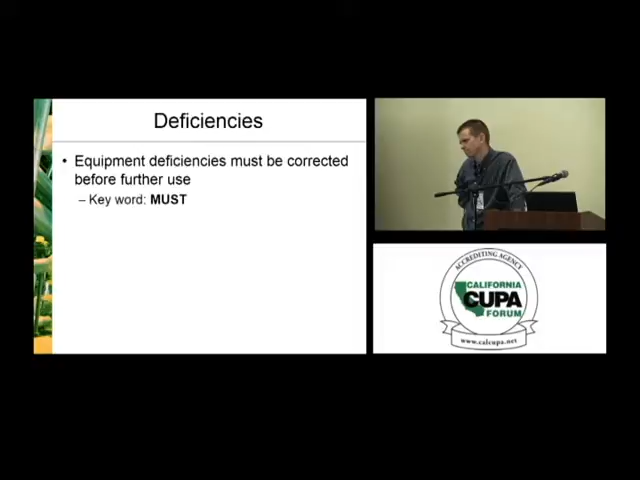 Deficiencies
• Equipment deficiencies must be corrected
before further use
– Key word: MUST
ACCREDITING AGENCY
CALIFORNIA
CUPA
FORUM
www.calcupa.net